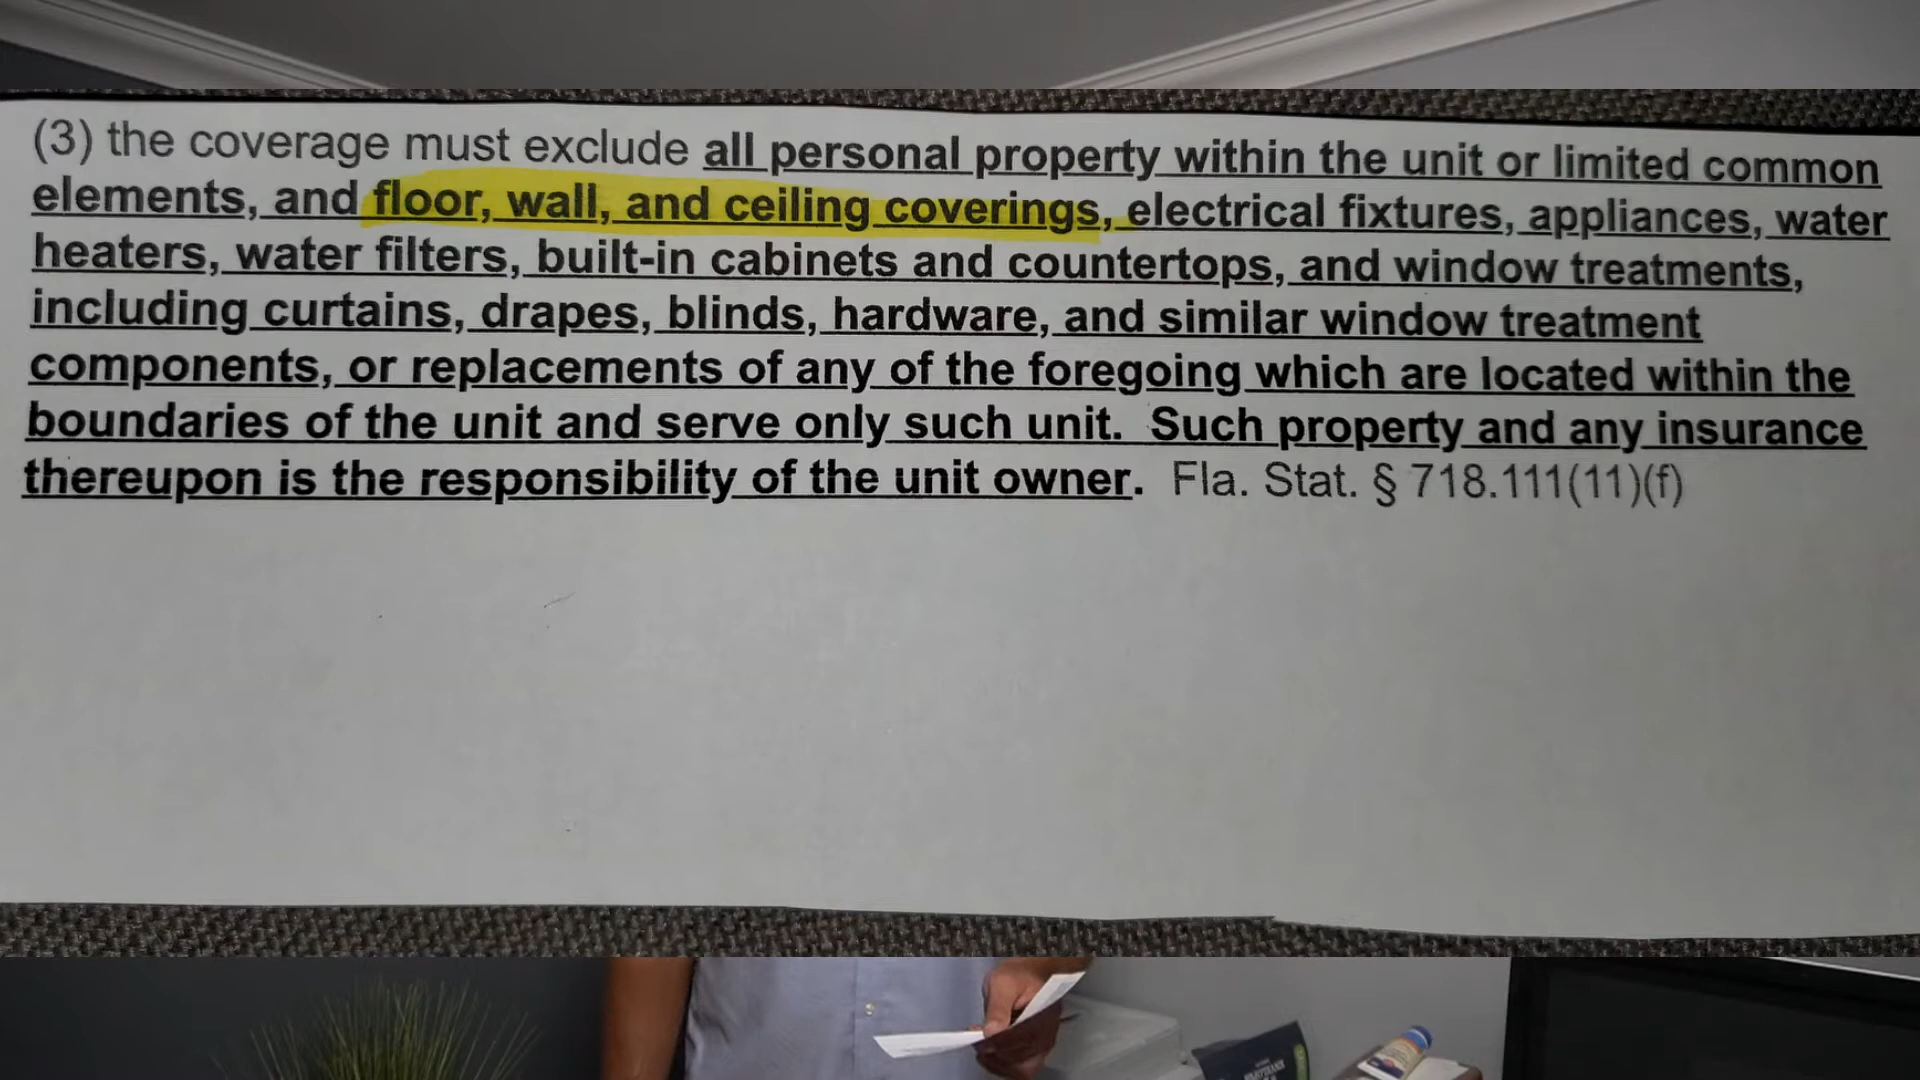 (3) the coverage must exclude all personal property within the unit or limited common
elements, and floor, wall, and ceiling coverings, electrical fixtures, appliances, water
heaters, water filters, built-in cabinets and countertops, and window treatments,
including curtains, drapes, blinds, hardware, and similar window treatment
components, or replacements of any of the foregoing which are located within the
boundaries of the unit and serve only such unit. Such property and any insurance
thereupon is the responsibility of the unit owner. Fla. Stat. § 718.111(11)(f)